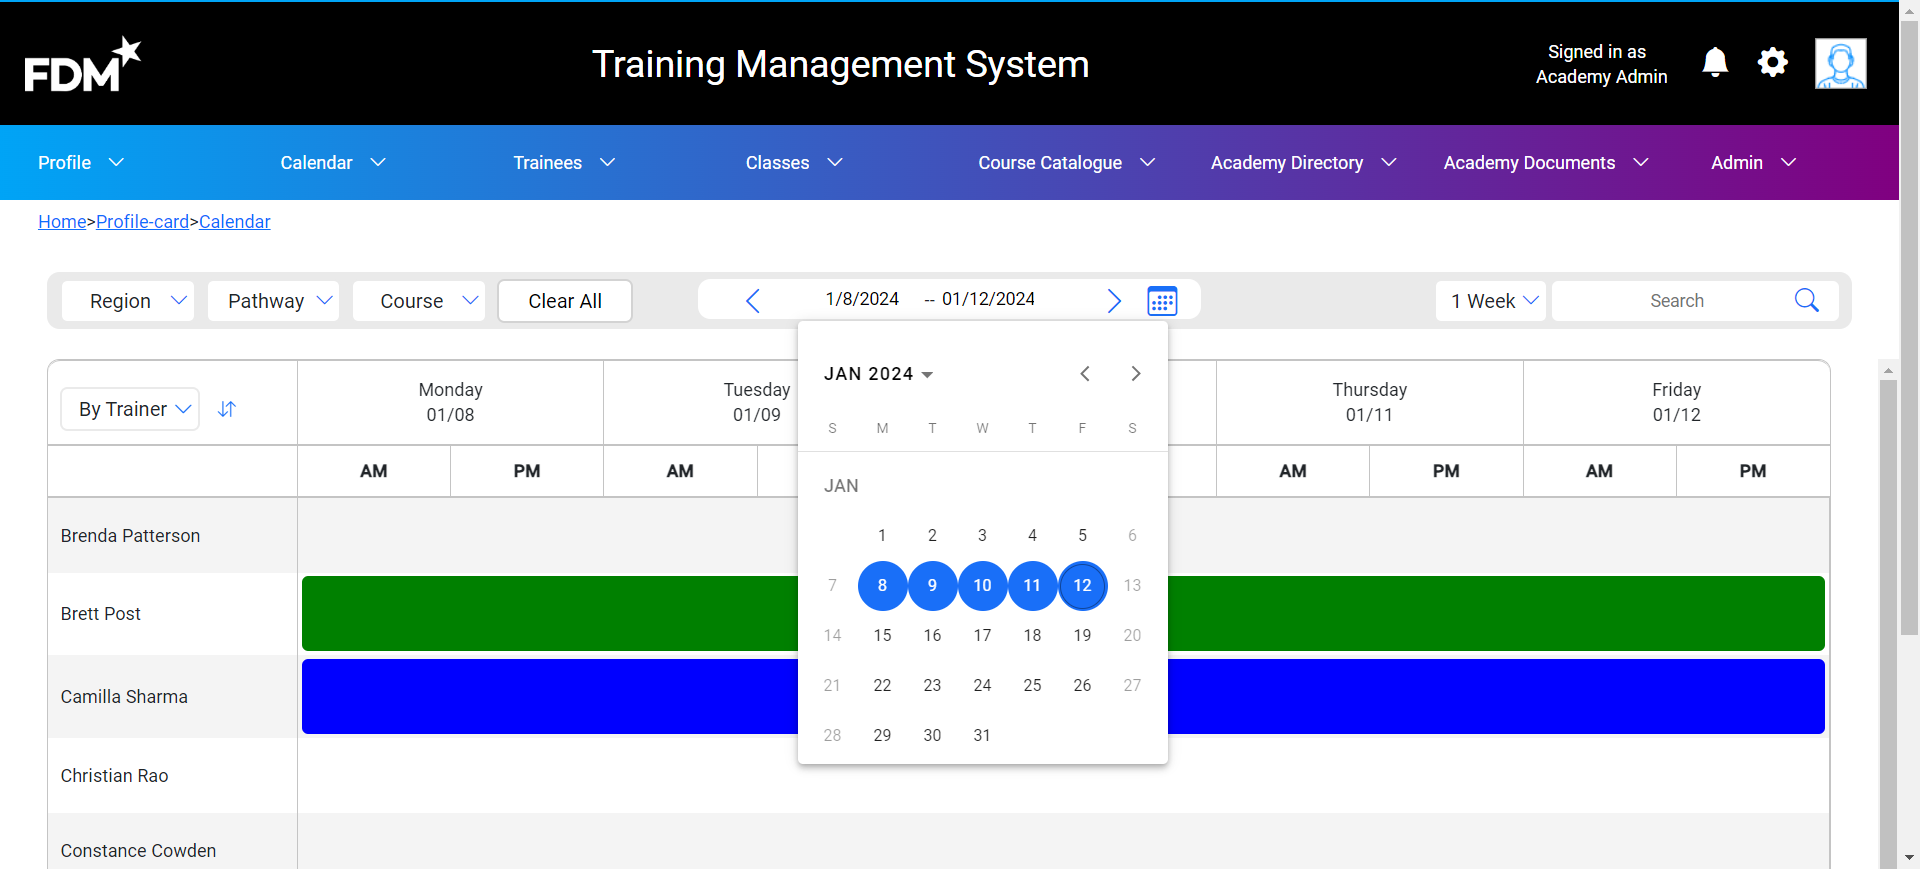 FDM
Training Management System
Signed in as
Academy Admin
Profile Calendar Trainees Classes Course Catalogue Academy Directory Academy Documents Admin
Home>Profile-card>Calendar
Region Pathway Course Clear All 1/8/2024 -- 01/12/2024 1 Week Search
By Trainer
Monday
01/08
Tuesday
01/09
Thursday
01/11
Friday
01/12
AM PM AM AM PM AM PM
JAN 2024
S M T W T F S
JAN
1 2 3 4 5 6
7 8 9 10 11 12 13
14 15 16 17 18 19 20
21 22 23 24 25 26 27
28 29 30 31
Brenda Patterson
Brett Post
Camilla Sharma
Christian Rao
Constance Cowden